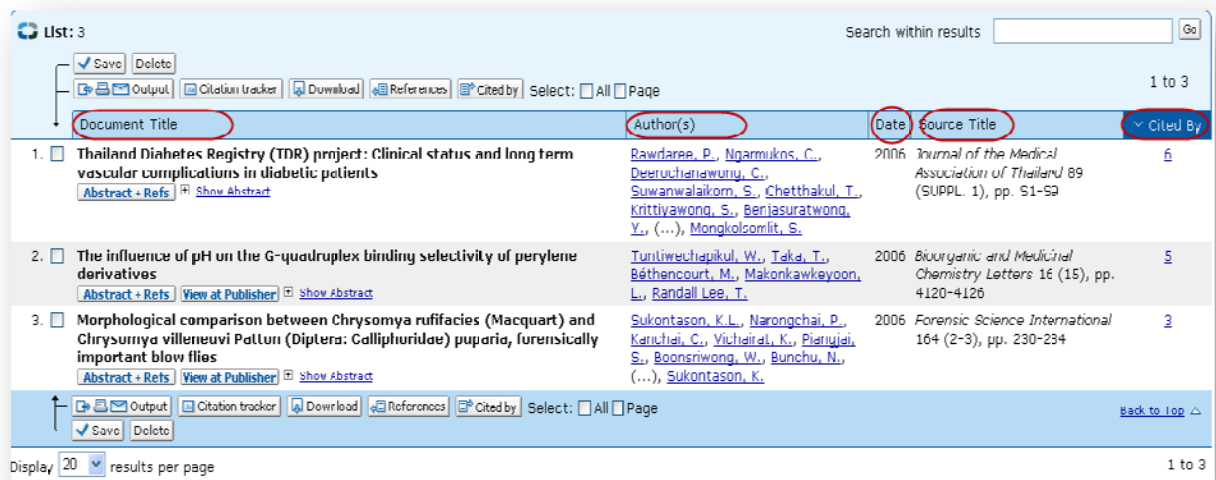 List: 3
Search within results
Go
Save Delete
Output Citation tracker Download References Cited by Select: All Page
1 to 3
Document Title Author(s) Date Source Title Cited By
1. Thailand Diabetes Registry (TDR) project: Clinical status and long term
vascular complications in diabetic patients
Abstract + Refs Show Abstract
Rawdaree, P., Ngarmukos, C.,
Deerochanawong, C.,
Suwanwalaikorn, S., Chetthakul, T.,
Krittiyawong, S., Benjasuratwong,
Y., (...), Mongkolsomlit, S.
2006
Journal of the Medical
Association of Thailand 89
(SUPPL. 1), pp. S1-S9
6
2. The influence of pH on the G-quadruplex binding selectivity of perylene
derivatives
Abstract + Refs View at Publisher Show Abstract
Tuntiwechapikul, W., Taka, T.,
Béthencourt, M., Makonkawkeyoon,
L., Randall Lee, T.
2006
Bioorganic and Medicinal
Chemistry Letters 16 (15), pp.
4120-4126
5
3. Morphological comparison between Chrysomya rufifacies (Macquart) and
Chrysomya villeneuvi Patton (Diptera: Calliphoridae) puparia, forensically
important blow flies
Abstract + Refs View at Publisher Show Abstract
Sukontason, K.L., Narongchai, P.,
Kanchai, C., Vichairat, K., Piangjai,
S., Boonsriwong, W., Bunchu, N.,
(...), Sukontason, K.
2006
Forensic Science International
164 (2-3), pp. 230-234
3
Output Citation tracker Download References Cited by Select: All Page
Back to Top
Save Delete
Display 20 results per page
1 to 3